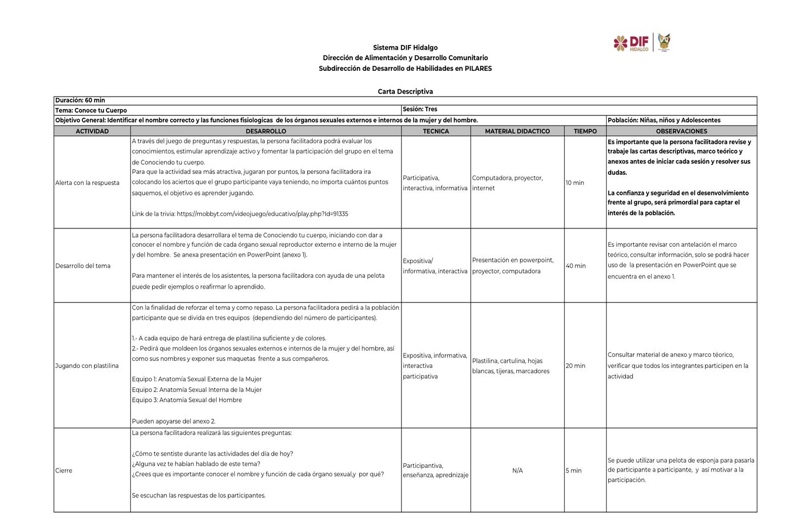 Sistema DIF Hidalgo
Dirección de Alimentación y Desarrollo Comunitario
Subdirección de Desarrollo de Habilidades en PILARES
DIF
HIDALGO
Carta Descriptiva
Duración: 60 min
Tema: Conoce tu Cuerpo
Sesión: Tres
Objetivo General: Identificar el nombre correcto y las funciones fisiologicas de los órganos sexuales externos e internos de la mujer y del hombre.
Población: Niñas, niños y Adolescentes
ACTIVIDAD
DESARROLLO
TECNICA
MATERIAL DIDACTICO
TIEMPO
OBSERVACIONES
Alerta con la respuesta
A través del juego de preguntas y respuestas, la persona facilitadora podrá evaluar los
conocimientos, estimular aprendizaje activo y fomentar la participación del grupo en el tema
de Conociendo tu cuerpo.
Para que la actividad sea más atractiva, jugaran por puntos, la persona facilitadora ira
colocando los aciertos que el grupo participante vaya teniendo, no importa cuántos puntos
saquemos, el objetivo es aprender jugando.
Link de la trivia: https://mobbyt.com/videojuego/educativo/play.php?Id=91335
Participativa,
interactiva, informativa
Computadora, proyector,
internet
10 min
Es importante que la persona facilitadora revise y
trabaje las cartas descriptivas, marco teórico y
anexos antes de iniciar cada sesión y resolver sus
dudas.
La confianza y seguridad en el desenvolvimiento
frente al grupo, será primordial para captar el
interés de la población.
Desarrollo del tema
La persona facilitadora desarrollara el tema de Conociendo tu cuerpo, iniciando con dar a
conocer el nombre y función de cada órgano sexual reproductor externo e interno de la mujer
y del hombre. Se anexa presentación en PowerPoint (anexo 1).
Para mantener el interés de los asistentes, la persona facilitadora con ayuda de una pelota
puede pedir ejemplos o reafirmar lo aprendido.
Expositiva/
informativa, interactiva
Presentación en powerpoint,
proyector, computadora
40 min
Es importante revisar con antelación el marco
teórico, consultar información, solo se podrá hacer
uso de la presentación en PowerPoint que se
encuentra en el anexo 1.
Jugando con plastilina
Con la finalidad de reforzar el tema y como repaso. La persona facilitadora pedirá a la población
participante que se divida en tres equipos (dependiendo del número de participantes).
1.- A cada equipo de hará entrega de plastilina suficiente y de colores.
2.- Pedirá que moldeen los órganos sexuales externos e internos de la mujer y del hombre, así
como sus nombres y exponer sus maquetas frente a sus compañeros.
Equipo 1: Anatomía Sexual Externa de la Mujer
Equipo 2: Anatomía Sexual Interna de la Mujer
Equipo 3: Anatomía Sexual del Hombre
Pueden apoyarse del anexo 2.
Expositiva, informativa,
interactiva
participativa
Plastilina, cartulina, hojas
blancas, tijeras, marcadores
20 min
Consultar material de anexo y marco teórico,
verificar que todos los integrantes participen en la
actividad
Cierre
La persona facilitadora realizará las siguientes preguntas:
¿Cómo te sentiste durante las actividades del día de hoy?
¿Alguna vez te habían hablado de este tema?
¿Crees que es importante conocer el nombre y función de cada órgano sexual,y por qué?
Se escuchan las respuestas de los participantes.
Participantiva,
enseñanza, aprednizaje
N/A
5 min
Se puede utilizar una pelota de esponja para pasarla
de participante a participante, y así motivar a la
participación.